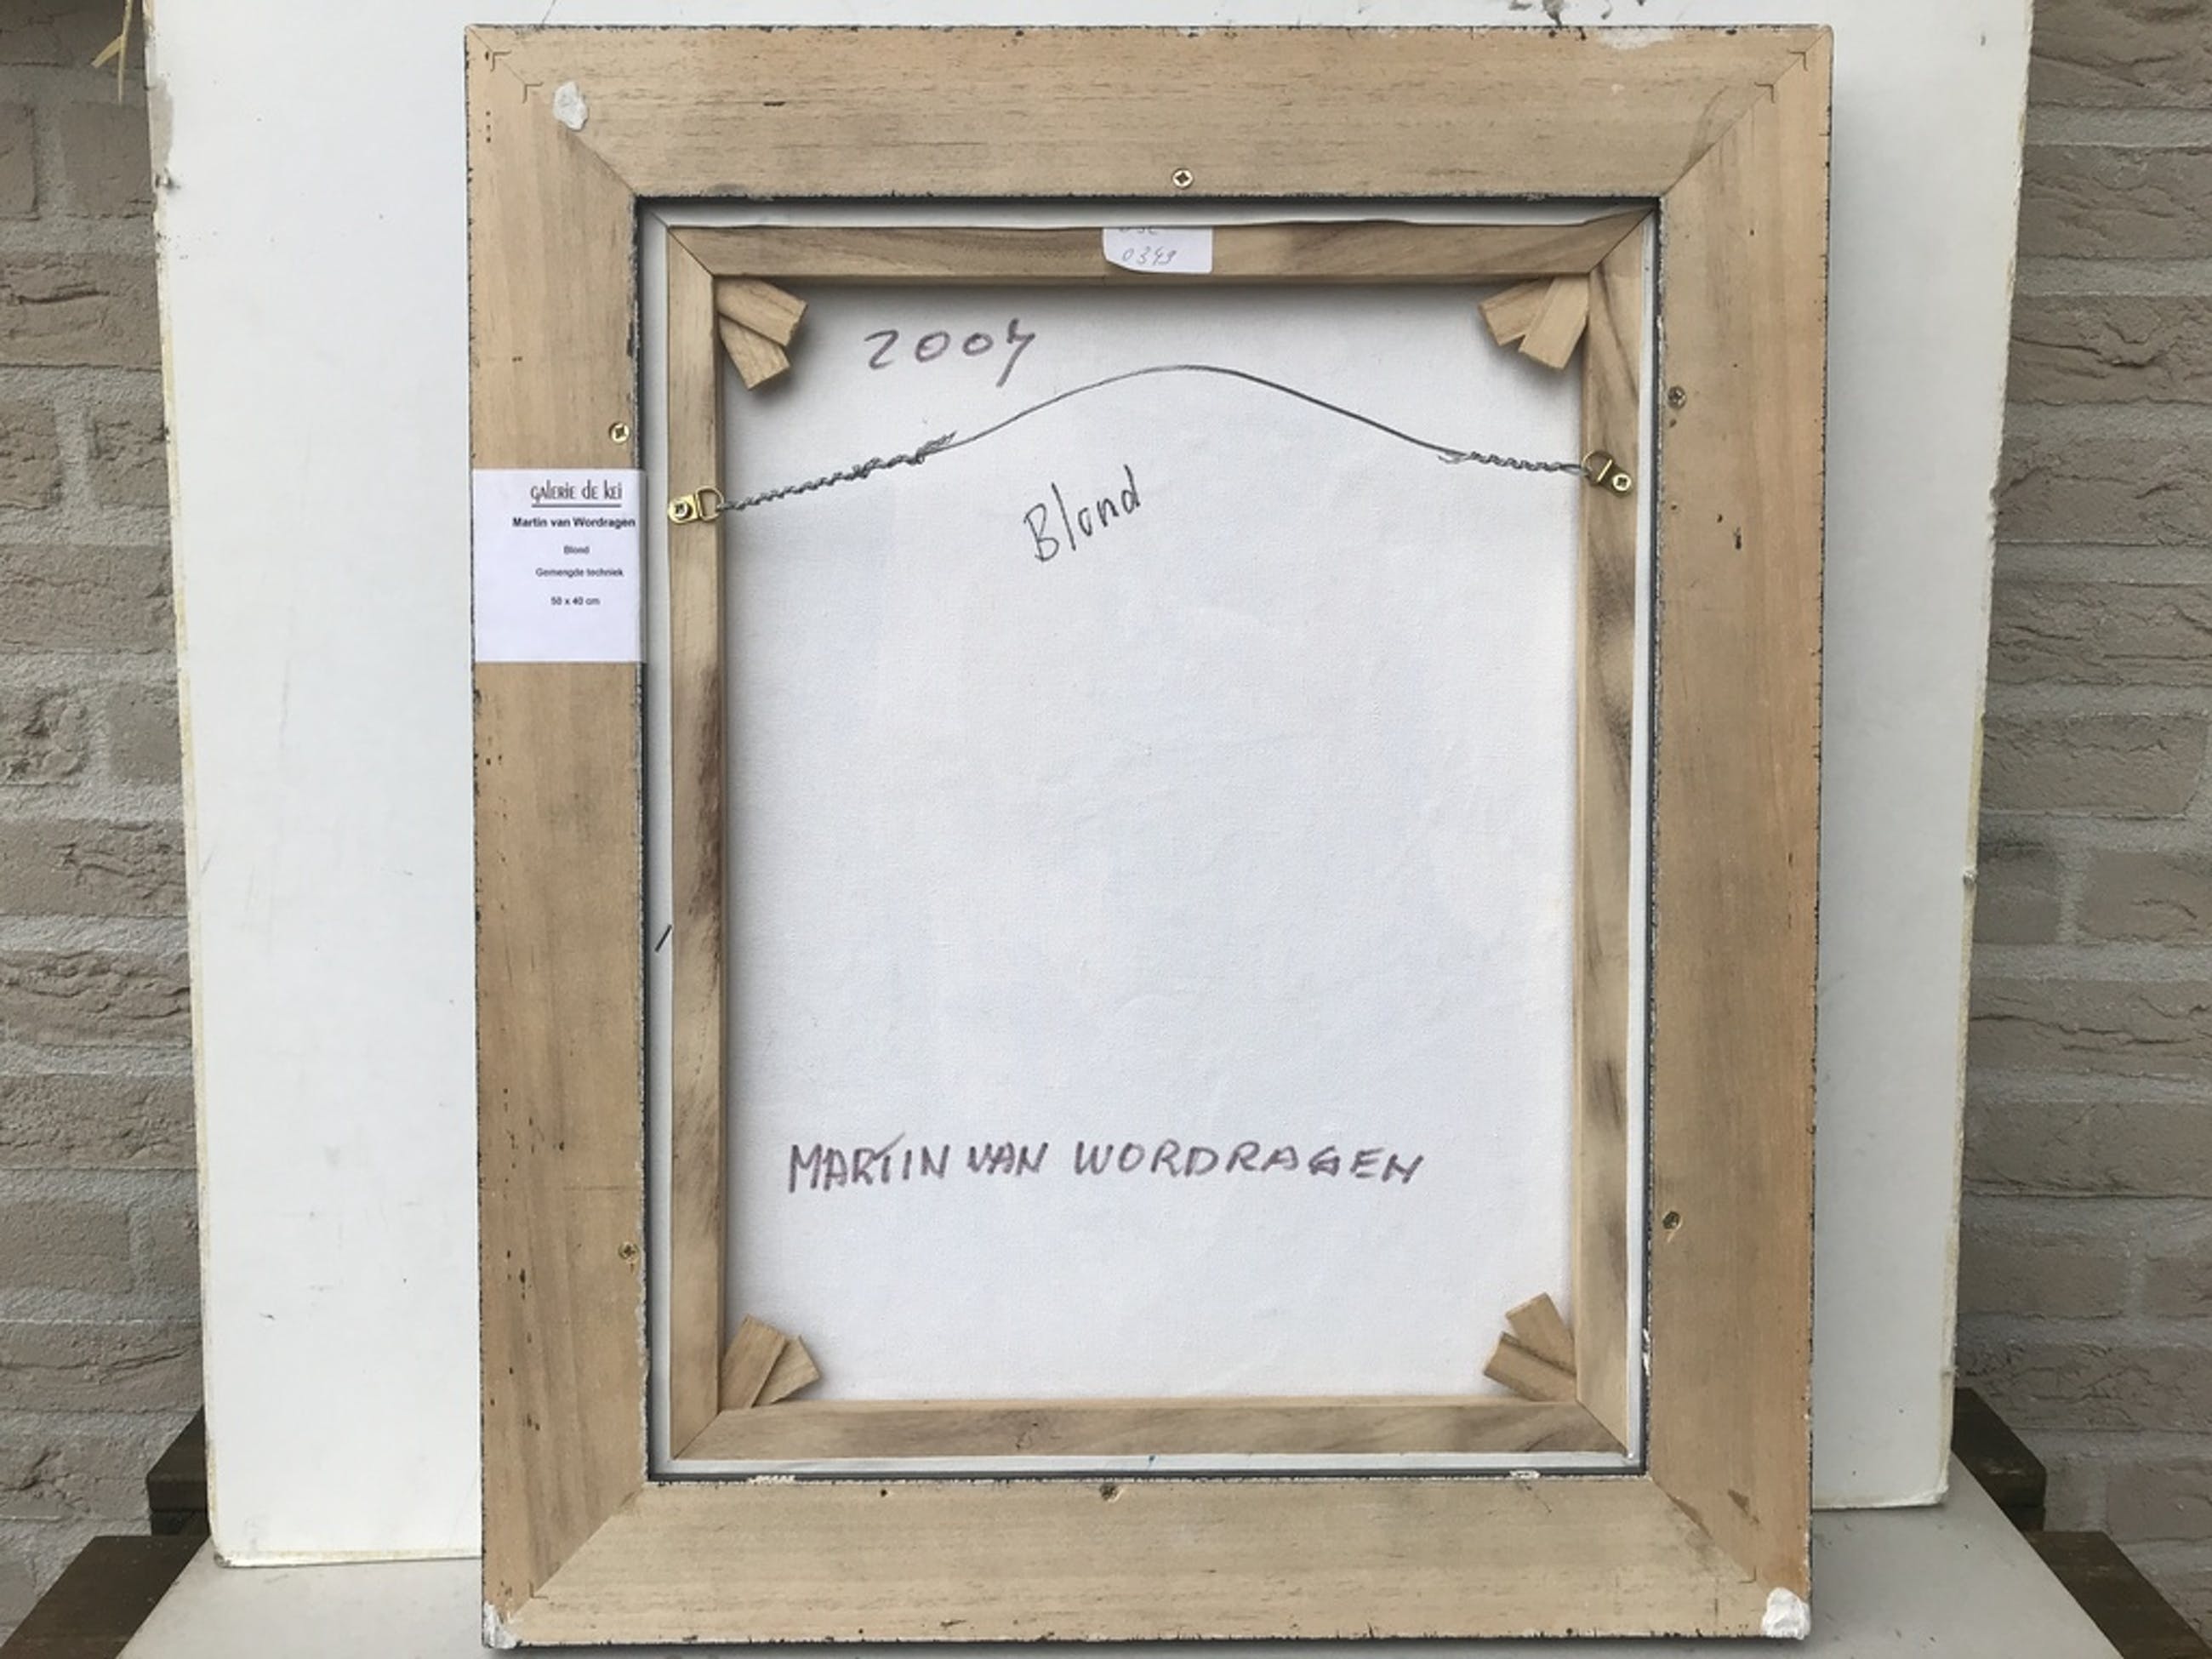 0349
2004
Blond
galerie de kei
Martin van Wordragen
Blond
Gemengde techniek
50 x 40 cm
MARTIN VAN WORDRAGEN